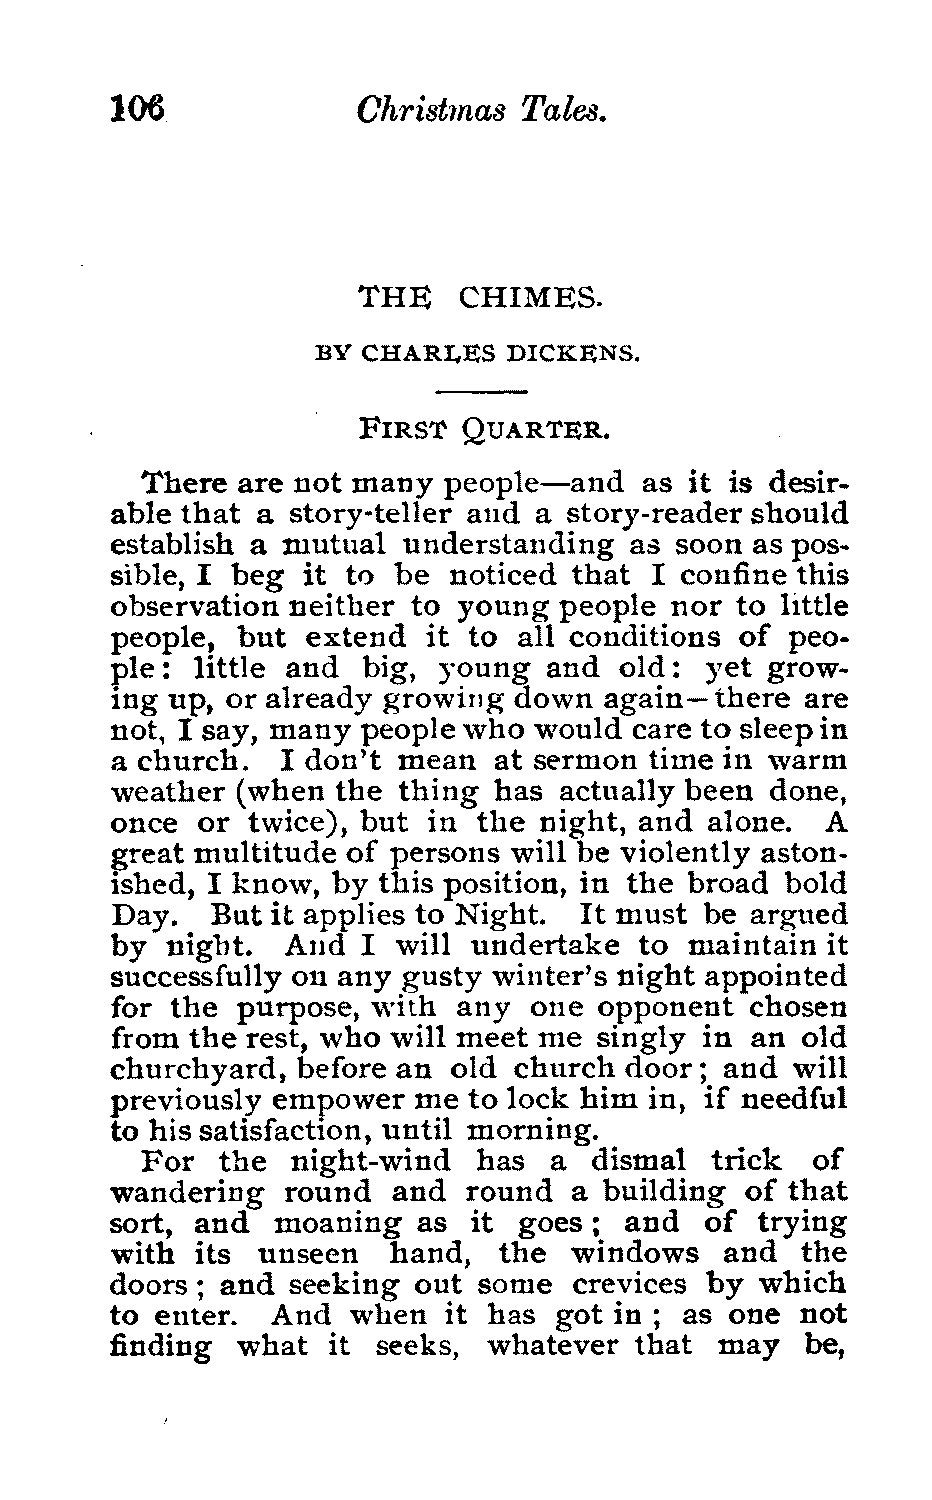 106 Christmas Tales.
THE CHIMES.
BY CHARLES DICKENS.
FIRST QUARTER.
There are not many people—and as it is desir-
able that a story-teller and a story-reader should
establish a mutual understanding as soon as pos-
sible, I beg it to be noticed that I confine this
observation neither to young people nor to little
people, but extend it to all conditions of peo-
ple: little and big, young and old: yet grow-
ing up, or already growing down again—there are
not, I say, many people who would care to sleep in
a church. I don't mean at sermon time in warm
weather (when the thing has actually been done,
once or twice), but in the night, and alone. A
great multitude of persons will be violently aston-
ished, I know, by this position, in the broad bold
Day. But it applies to Night. It must be argued
by night. And I will undertake to maintain it
successfully on any gusty winter's night appointed
for the purpose, with any one opponent chosen
from the rest, who will meet me singly in an old
churchyard, before an old church door; and will
previously empower me to lock him in, if needful
to his satisfaction, until morning.
For the night-wind has a dismal trick of
wandering round and round a building of that
sort, and moaning as it goes; and of trying
with its unseen hand, the windows and the
doors; and seeking out some crevices by which
to enter. And when it has got in; as one not
finding what it seeks, whatever that may be,